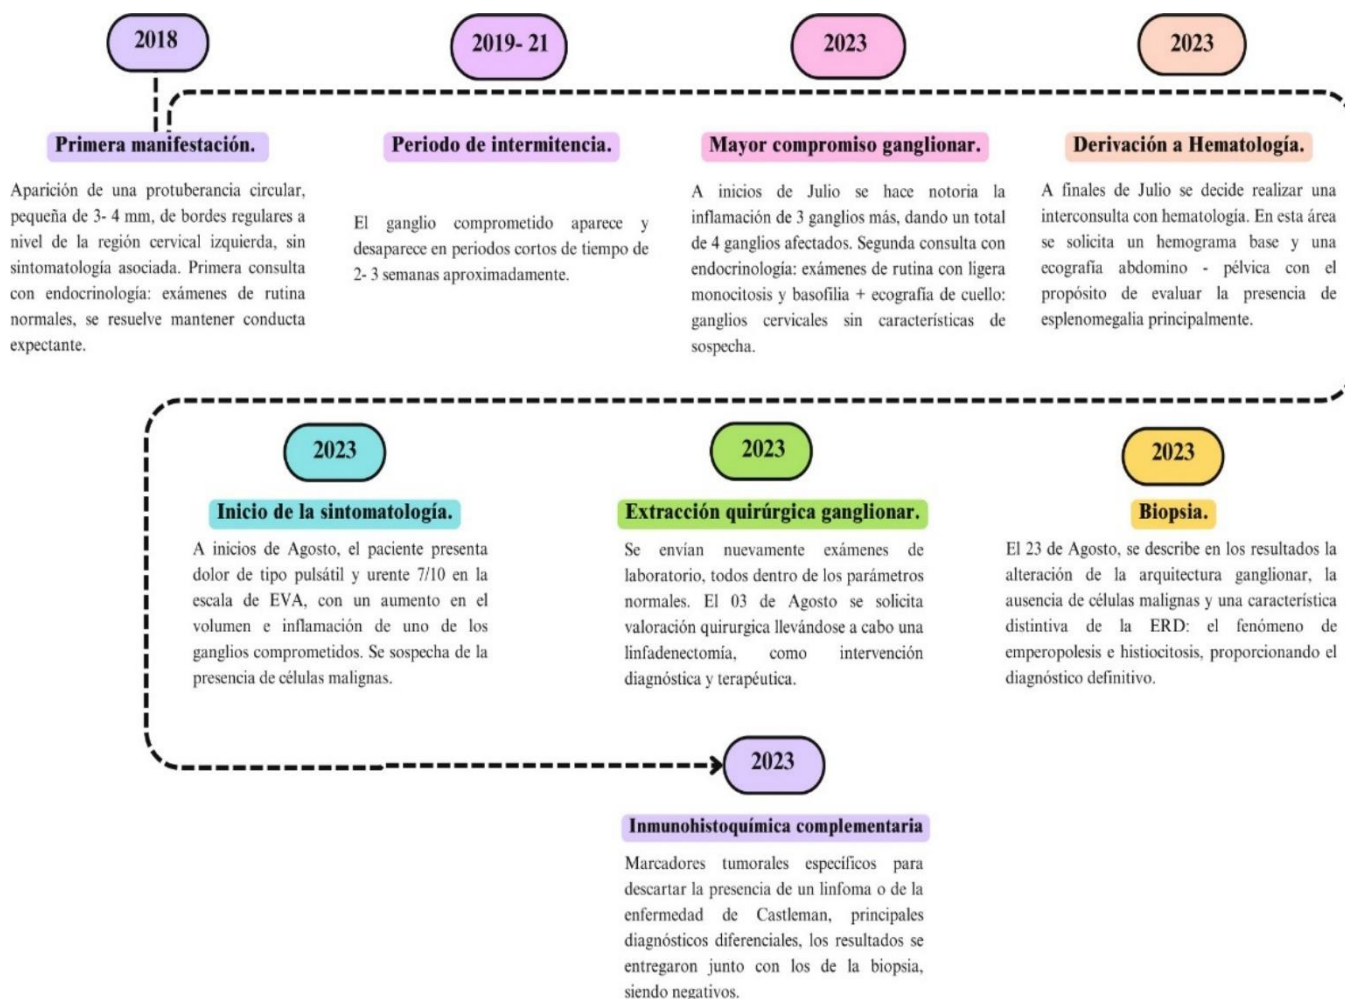 2018
Primera manifestación.
Aparición de una protuberancia circular,
pequeña de 3- 4 mm, de bordes regulares a
nivel de la región cervical izquierda, sin
sintomatología asociada. Primera consulta
con endocrinología: exámenes de rutina
normales, se resuelve mantener conducta
expectante.
2019- 21
Periodo de intermitencia.
El ganglio comprometido aparece y
desaparece en periodos cortos de tiempo de
2- 3 semanas aproximadamente.
2023
Mayor compromiso ganglionar.
A inicios de Julio se hace notoria la
inflamación de 3 ganglios más, dando un total
de 4 ganglios afectados. Segunda consulta con
endocrinología: exámenes de rutina con ligera
monocitosis y basofilia + ecografía de cuello:
ganglios cervicales sin características de
sospecha.
2023
Derivación a Hematología.
A finales de Julio se decide realizar una
interconsulta con hematología. En esta área
se solicita un hemograma base y una
ecografía abdomino - pélvica con el
propósito de evaluar la presencia de
esplenomegalia principalmente.
2023
Inicio de la sintomatología.
A inicios de Agosto, el paciente presenta
dolor de tipo pulsátil y urente 7/10 en la
escala de EVA, con un aumento en el
volumen e inflamación de uno de los
ganglios comprometidos. Se sospecha de la
presencia de células malignas.
2023
Extracción quirúrgica ganglionar.
Se envían nuevamente exámenes de
laboratorio, todos dentro de los parámetros
normales. El 03 de Agosto se solicita
valoración quirurgica llevándose a cabo una
linfadenectomía, como intervención
diagnóstica y terapéutica.
2023
Biopsia.
El 23 de Agosto, se describe en los resultados la
alteración de la arquitectura ganglionar, la
ausencia de células malignas y una característica
distintiva de la ERD: el fenómeno de
emperopolesis e histiocitosis, proporcionando el
diagnóstico definitivo.
2023
Inmunohistoquímica complementaria
Marcadores tumorales específicos para
descartar la presencia de un linfoma o de la
enfermedad de Castleman, principales
diagnósticos diferenciales, los resultados se
entregaron junto con los de la biopsia,
siendo negativos.